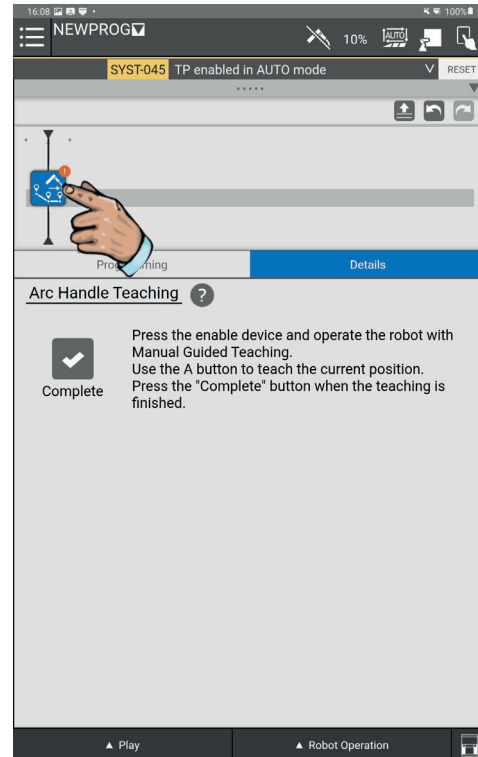 16:08 100%
NEWPROG
10% AUTO
SYST-045 TP enabled in AUTO mode RESET
Programming Details
Arc Handle Teaching ?
Press the enable device and operate the robot with
Manual Guided Teaching.
Use the A button to teach the current position.
Press the "Complete" button when the teaching is
finished.
Complete
Play Robot Operation